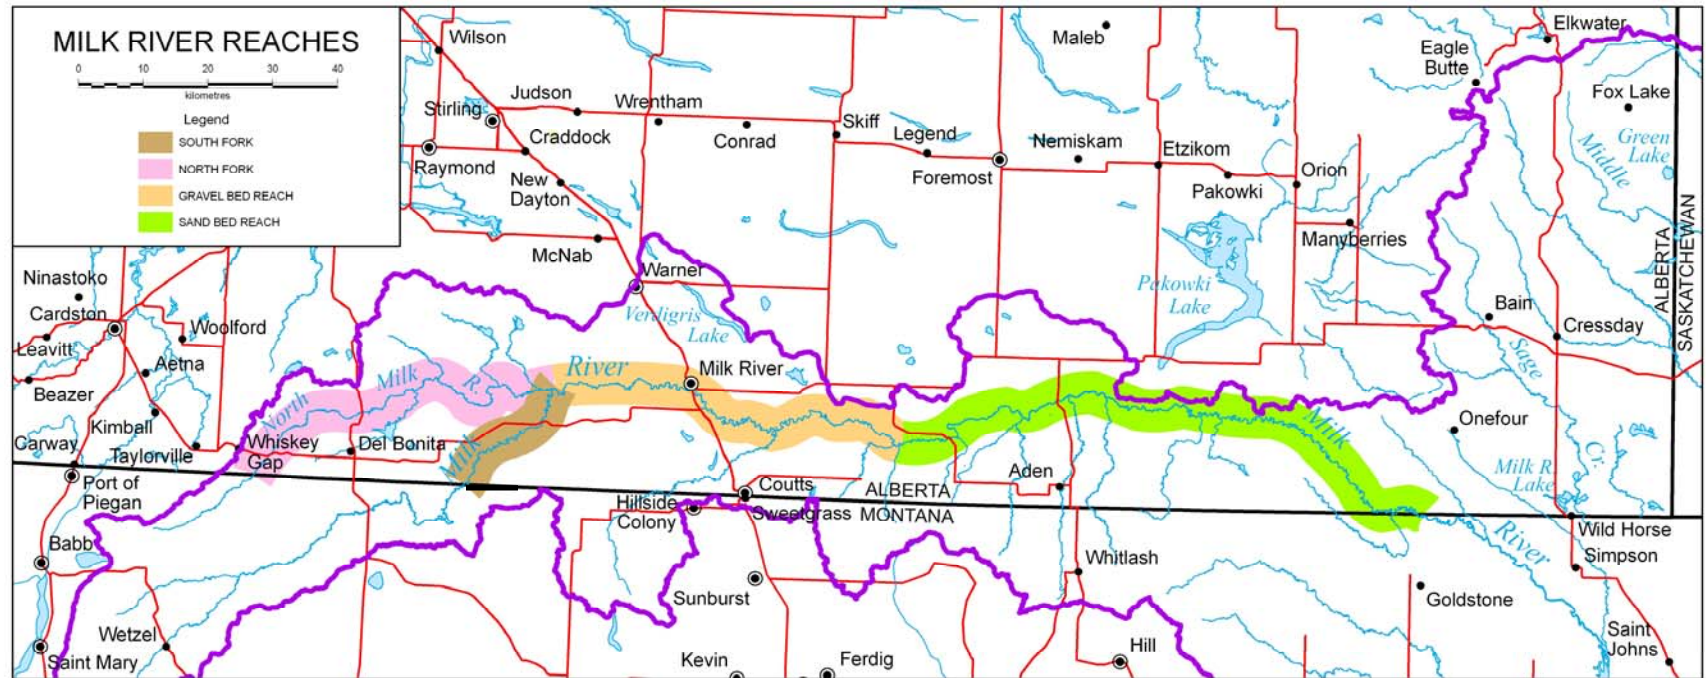 MILK RIVER REACHES
0 10 20 30 40
kilometres
Legend
SOUTH FORK
NORTH FORK
GRAVEL BED REACH
SAND BED REACH
Wilson
Maleb
Elkwater
Eagle
Butte
Fox Lake
Stirling
Judson
Wrentham
Craddock
Conrad
Skiff
Legend
Nemiskam
Etzikom
Orion
Green
Lake
Middle
Raymond
New
Dayton
Foremost
Pakowki
McNab
Manyberries
ALBERTA
SASKATCHEWAN
Ninastoko
Cardston
Woolford
Leavitt
Aetna
Beazer
Kimball
Carway
Taylorville
Port of
Piegan
Warner
Verdigris
Lake
Pakowki
Lake
Bain
Cressday
Sage
Cr.
North
Milk
R.
River
Milk River
Milk
Whiskey
Gap
Del Bonita
Milk
Onefour
Milk R.
Lake
Aden
Coutts
ALBERTA
MONTANA
Hillside
Colony
Sweetgrass
Wild Horse
River
Simpson
Babb
Whitlash
Sunburst
Goldstone
Wetzel
Saint Mary
Kevin
Ferdig
Hill
Saint
Johns